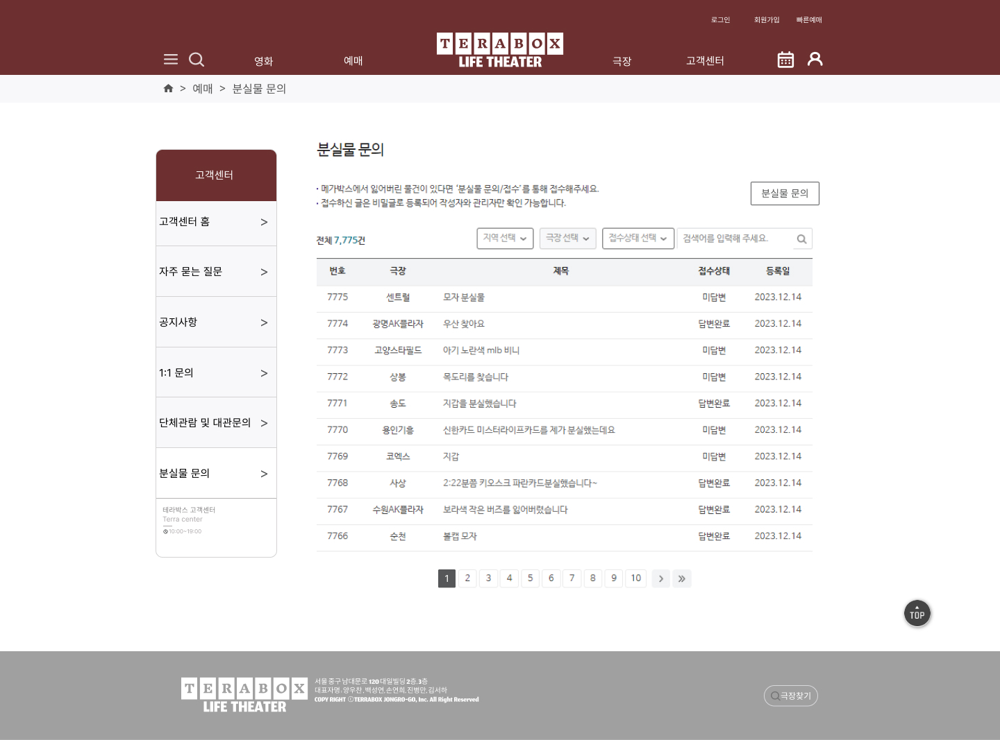 로그인 회원가입 빠른예매
영화 예매 TERABOX 극장 고객센터
LIFE THEATER
> 예매 > 분실물 문의
고객센터
고객센터 홈 >
자주 묻는 질문 >
공지사항 >
1:1 문의 >
단체관람 및 대관문의 >
분실물 문의 >
테라박스 고객센터
Terra center
10:00~19:00
분실물 문의
· 메가박스에서 잃어버린 물건이 있다면 ‘분실물 문의/접수’를 통해 접수해주세요.
· 접수하신 글은 비밀글로 등록되어 작성자와 관리자만 확인 가능합니다.
분실물 문의
전체 7,775건 지역 선택 극장 선택 접수상태 선택 검색어를 입력해 주세요.
번호 극장 제목 접수상태 등록일
7775 센트럴 모자 분실물 미답변 2023.12.14
7774 광명AK플라자 우산 찾아요 답변완료 2023.12.14
7773 고양스타필드 아기 노란색 mlb 비니 미답변 2023.12.14
7772 상봉 목도리를 찾습니다 미답변 2023.12.14
7771 송도 지갑을 분실했습니다 답변완료 2023.12.14
7770 용인기흥 신한카드 미스터라이프카드를 제가 분실했는데요 미답변 2023.12.14
7769 코엑스 지갑 미답변 2023.12.14
7768 사상 2:22분쯤 키오스크 파란카드분실했습니다~ 답변완료 2023.12.14
7767 수원AK플라자 보라색 작은 버즈를 잃어버렸습니다 답변완료 2023.12.14
7766 순천 볼캡 모자 답변완료 2023.12.14
1 2 3 4 5 6 7 8 9 10 > »
TOP
TERABOX
LIFE THEATER
서울 중구 남대문로 120 대일빌딩 2층, 3층
대표자명 : 양우찬, 백성연, 손연희, 진병만, 김서하
COPY RIGHT ⓒTERRABOX JONGRO-GO, Inc. All Right Reserved
극장찾기